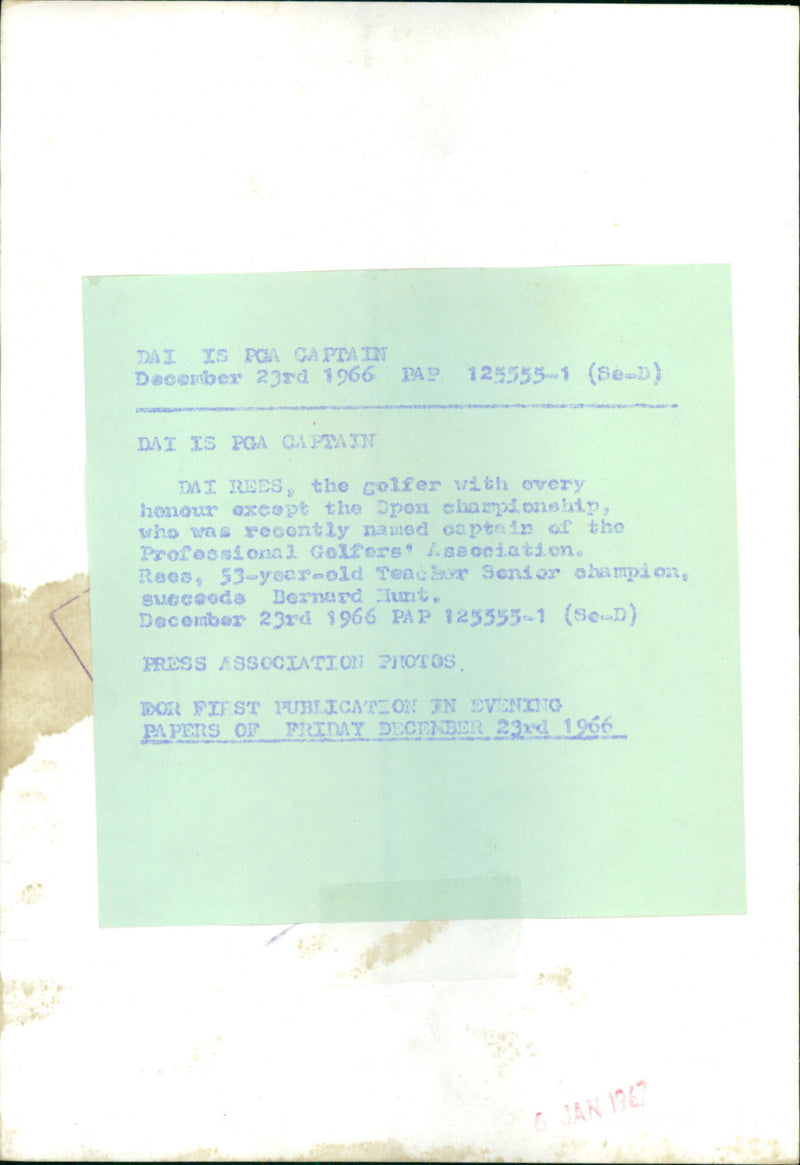 DAI IS PGA CAPTAIN
December 23rd 1966 PAP 125555-1 (Se-D)
DAI IS PGA CAPTAIN
DAI REES, the golfer with every
honour except the Open championship,
who was recently named captain of the
Professional Golfers' Association.
Rees, 53-year-old Teacher Senior champion,
succeeds Bernard Hunt.
December 23rd 1966 PAP 125555-1 (Se-D)
PRESS ASSOCIATION PHOTOS.
FOR FIRST PUBLICATION IN EVENING
PAPERS OF FRIDAY DECEMBER 23rd 1966
6 JAN 1967